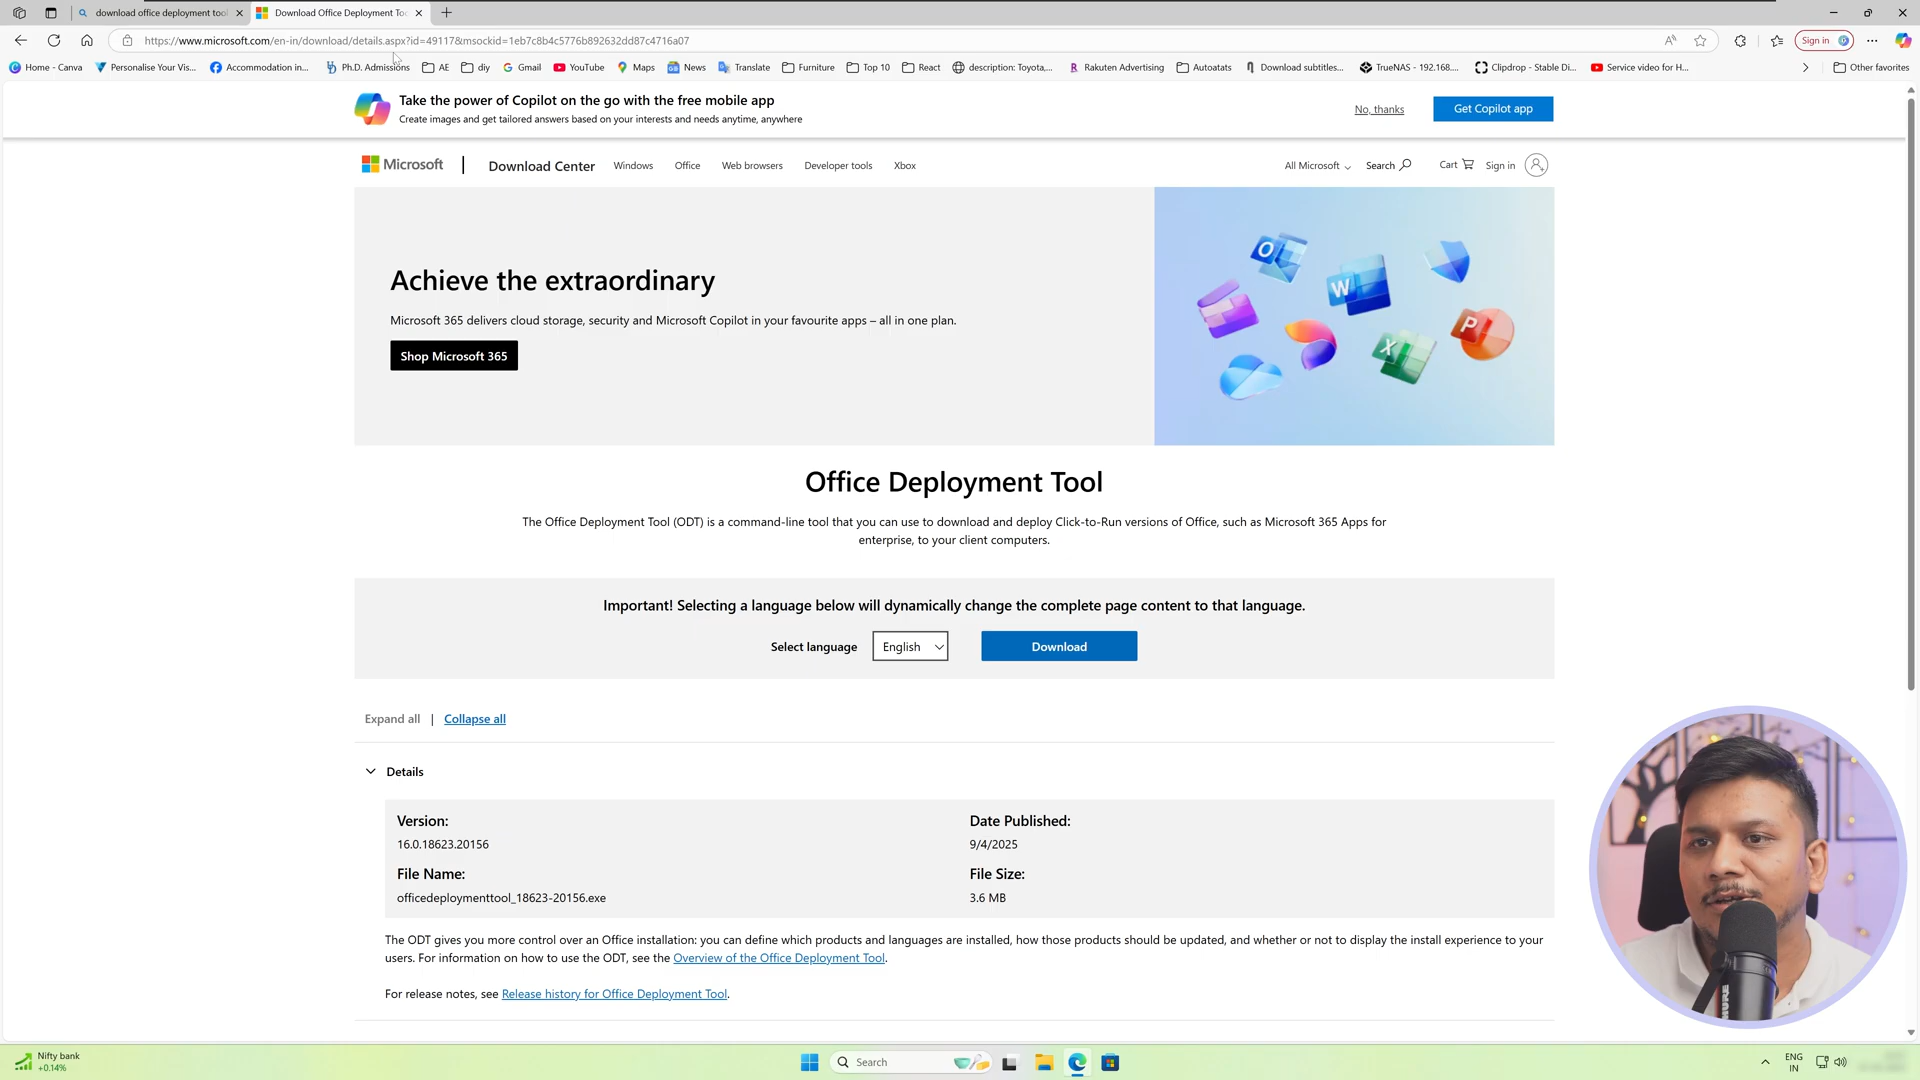 download office deployment tool
Download Office Deployment Too
https://www.microsoft.com/en-in/download/details.aspx?id=49117&msockid=1eb7c8b4c5776b892632dd87c4716a07
Sign in
Home - Canva
Personalise Your Vis...
Accommodation in...
Ph.D. Admissions
AE
diy
Gmail
YouTube
Maps
News
Translate
Furniture
Top 10
React
description: Toyota,...
Rakuten Advertising
Autoatats
Download subtitles...
TrueNAS - 192.168....
Clipdrop - Stable Di...
Service video for H...
Other favorites
Take the power of Copilot on the go with the free mobile app
Create images and get tailored answers based on your interests and needs anytime, anywhere
No, thanks
Get Copilot app
Microsoft
Download Center
Windows
Office
Web browsers
Developer tools
Xbox
All Microsoft
Search
Cart
Sign in
Achieve the extraordinary
Microsoft 365 delivers cloud storage, security and Microsoft Copilot in your favourite apps – all in one plan.
Shop Microsoft 365
O
W
X
P
Office Deployment Tool
The Office Deployment Tool (ODT) is a command-line tool that you can use to download and deploy Click-to-Run versions of Office, such as Microsoft 365 Apps for
enterprise, to your client computers.
Important! Selecting a language below will dynamically change the complete page content to that language.
Select language
English
Download
Expand all | Collapse all
Details
Version:
16.0.18623.20156
Date Published:
9/4/2025
File Name:
officedeploymenttool_18623-20156.exe
File Size:
3.6 MB
The ODT gives you more control over an Office installation: you can define which products and languages are installed, how those products should be updated, and whether or not to display the install experience to your
users. For information on how to use the ODT, see the Overview of the Office Deployment Tool.
For release notes, see Release history for Office Deployment Tool.
Nifty bank
+0.14%
Search
ENG
IN